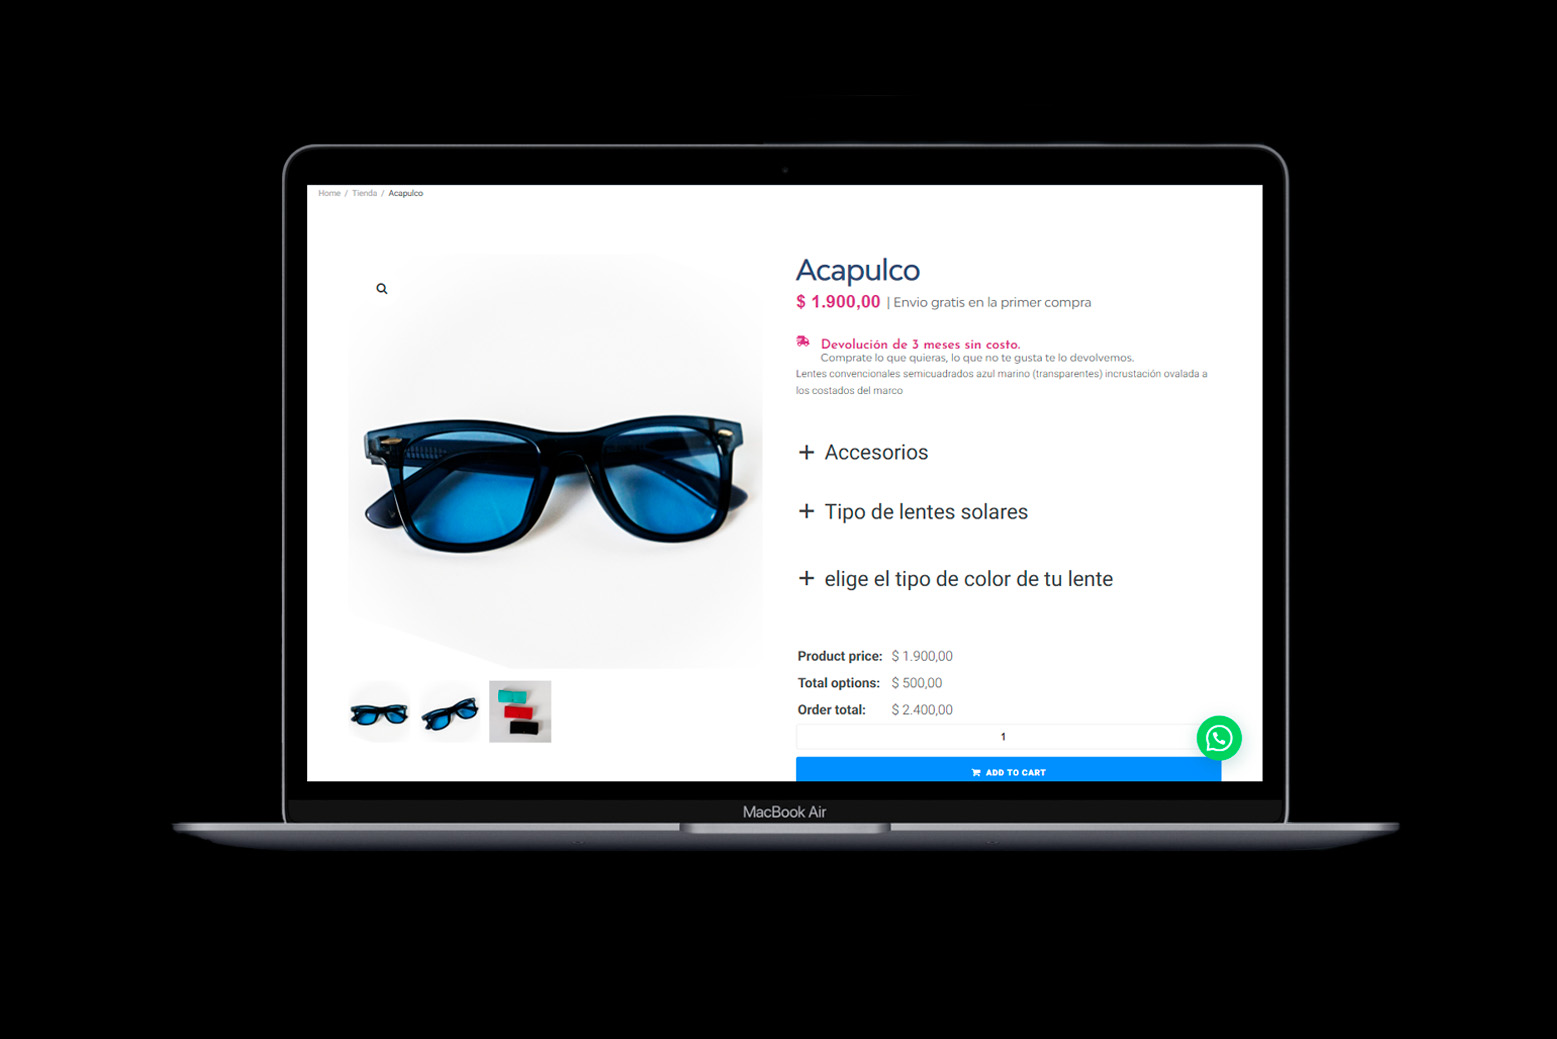 Home / Tienda / Acapulco
Acapulco
$ 1.900,00 | Envio gratis en la primer compra
Devolución de 3 meses sin costo.
Comprate lo que quieras, lo que no te gusta te lo devolvemos.
Lentes convencionales semicuadrados azul marino (transparentes) incrustación ovalada a
los costados del marco
+ Accesorios
+ Tipo de lentes solares
+ elige el tipo de color de tu lente
Product price: $ 1.900,00
Total options: $ 500,00
Order total: $ 2.400,00
1
ADD TO CART
MacBook Air